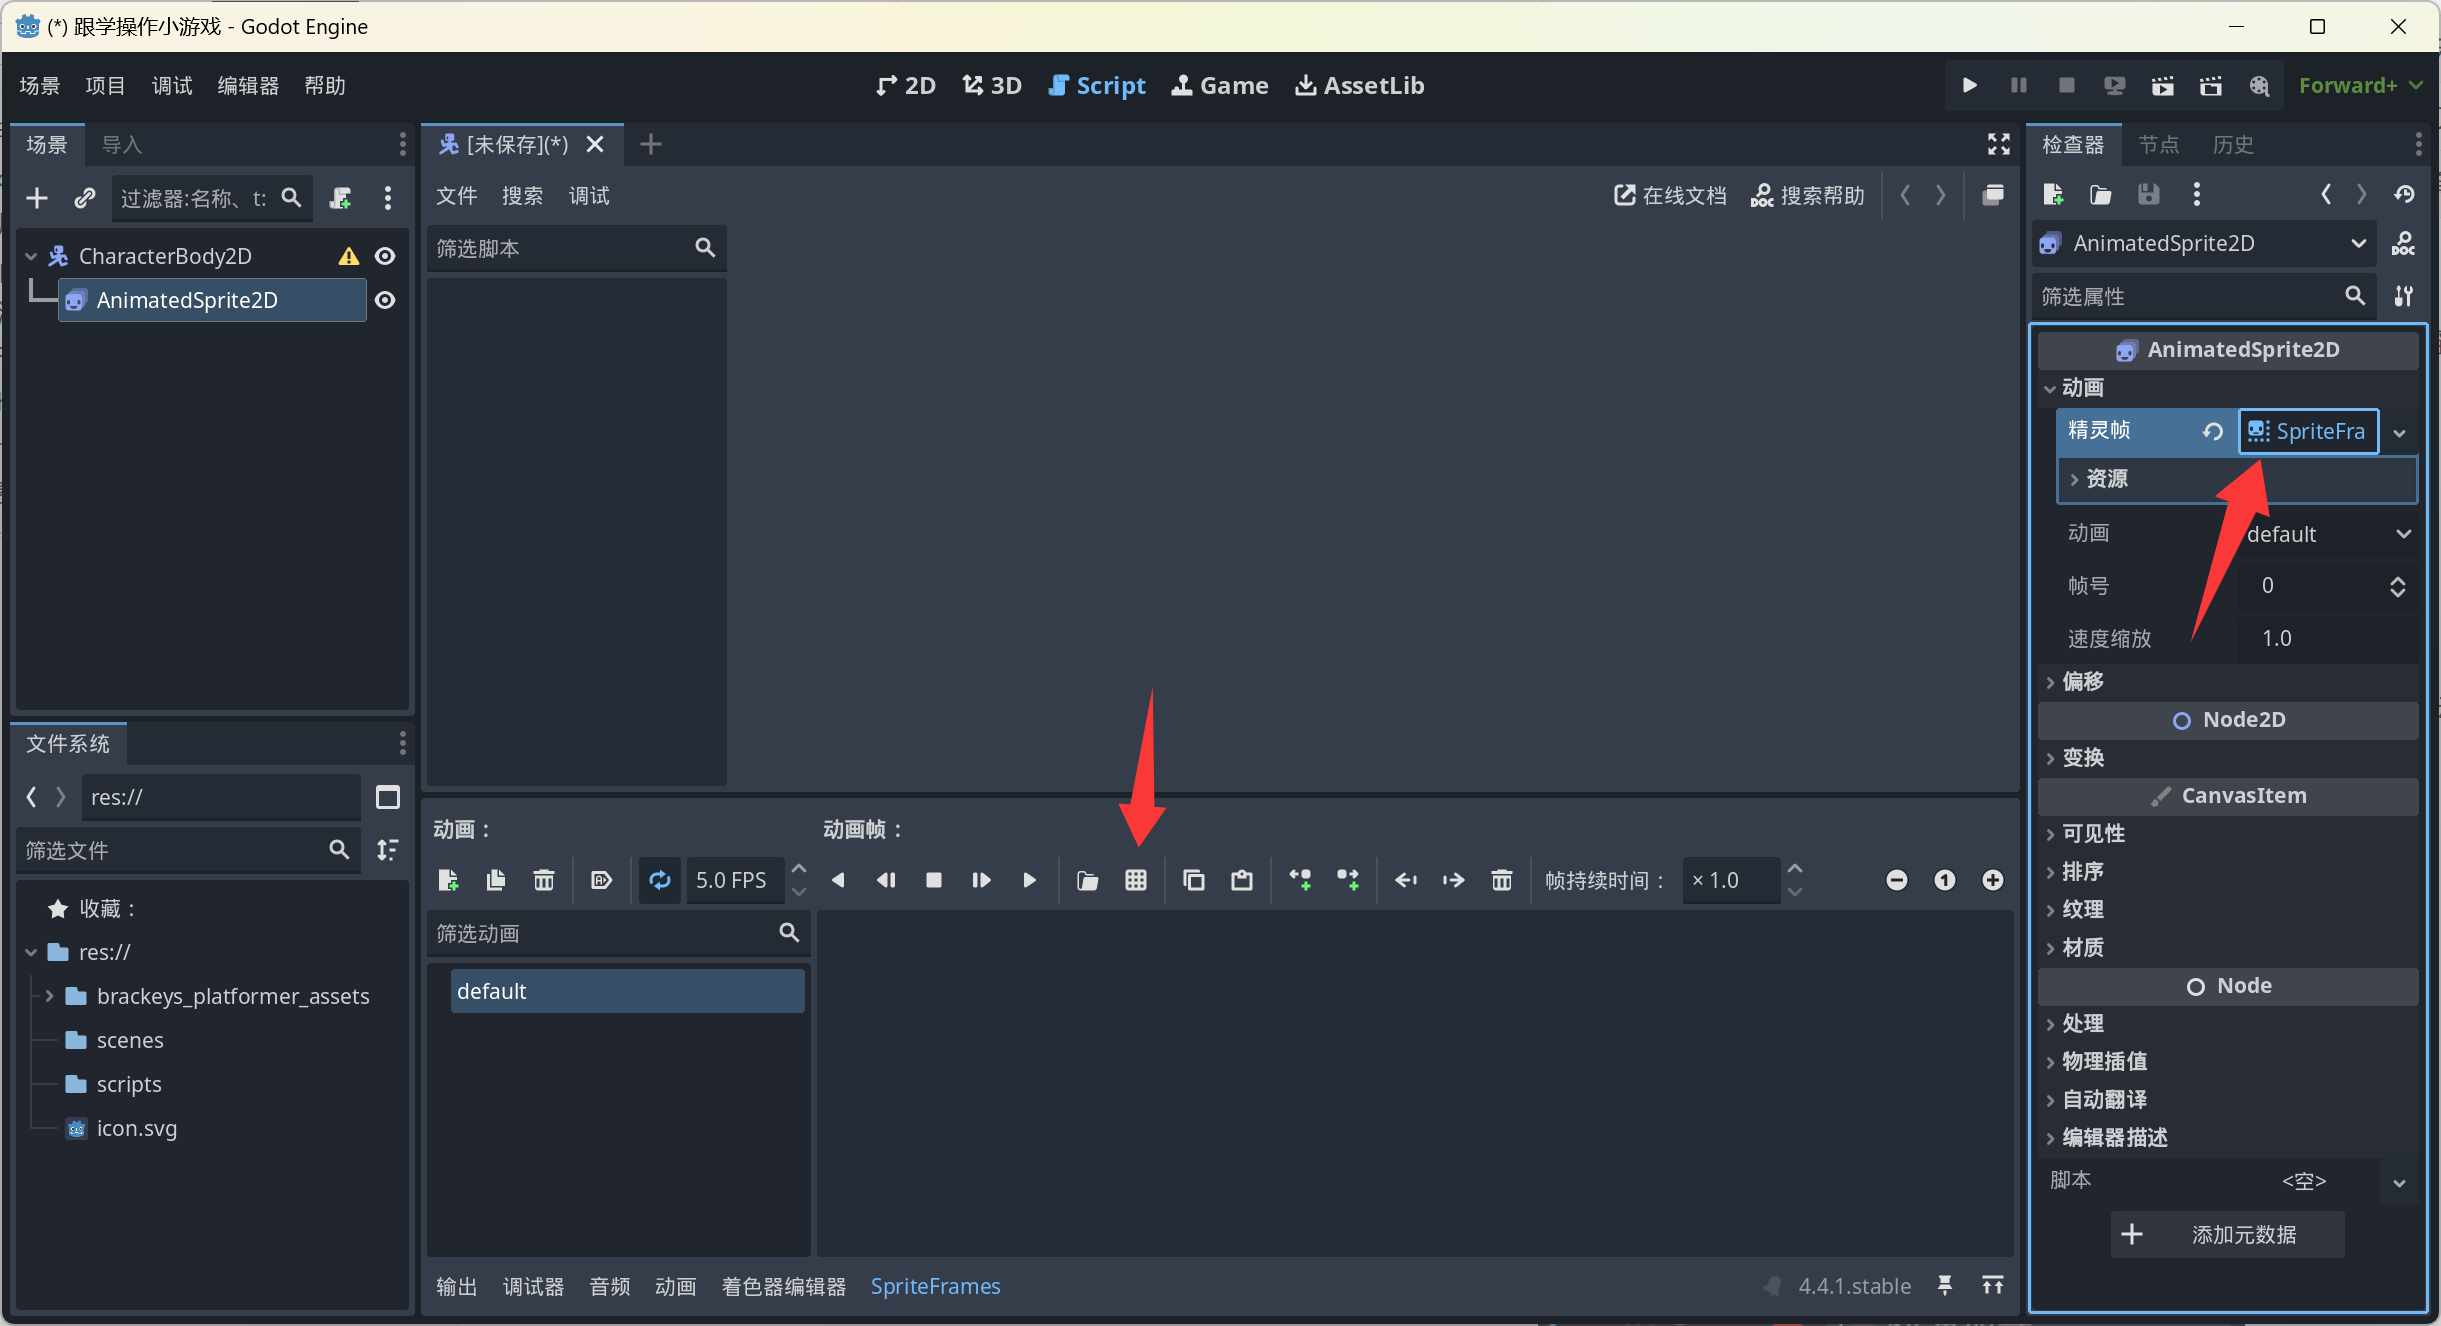 (*) 跟学操作小游戏 - Godot Engine
场景 项目 调试 编辑器 帮助
2D 3D Script Game AssetLib
Forward+
场景 导入
[未保存](*)
检查器 节点 历史
过滤器:名称、t:
文件 搜索 调试
在线文档 搜索帮助
CharacterBody2D
AnimatedSprite2D
筛选脚本
AnimatedSprite2D
筛选属性
AnimatedSprite2D
动画
精灵帧 SpriteFra
资源
动画 default
帧号 0
速度缩放 1.0
偏移
Node2D
变换
CanvasItem
可见性
排序
纹理
材质
Node
处理
物理插值
自动翻译
编辑器描述
脚本 <空>
添加元数据
文件系统
res://
筛选文件
收藏：
res://
brackeys_platformer_assets
scenes
scripts
icon.svg
动画：
动画帧：
5.0 FPS
帧持续时间： × 1.0
筛选动画
default
输出 调试器 音频 动画 着色器编辑器 SpriteFrames
4.4.1.stable